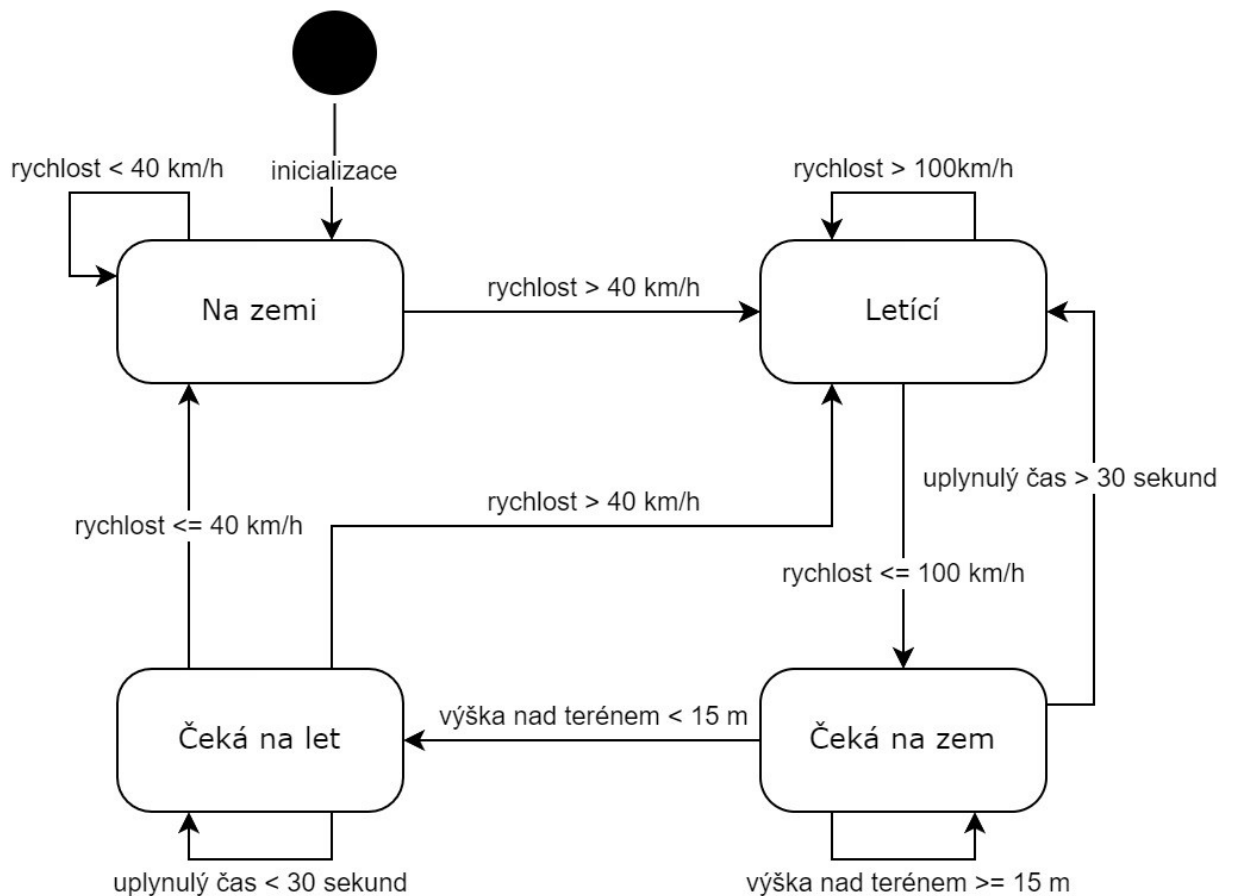 rychlost < 40 km/h
inicializace
rychlost > 100km/h
Na zemi
rychlost > 40 km/h
Letící
uplynulý čas > 30 sekund
rychlost > 40 km/h
rychlost <= 40 km/h
rychlost <= 100 km/h
Čeká na let
výška nad terénem < 15 m
Čeká na zem
uplynulý čas < 30 sekund
výška nad terénem >= 15 m